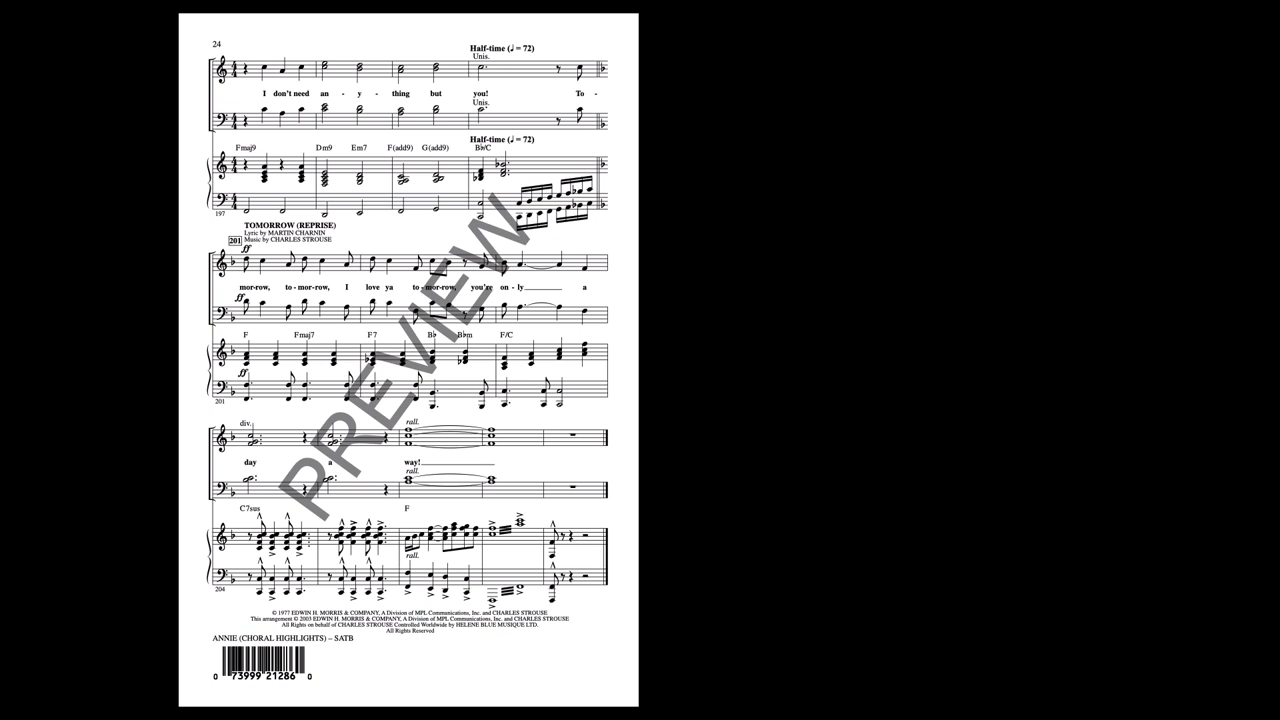 24
Half-time (♩ = 72)
Unis.
I don't need an - y - thing but you! To -
Unis.
Half-time (♩ = 72)
Fmaj9 Dm9 Em7 F(add9) G(add9) B♭/C
197
TOMORROW (REPRISE)
Lyric by MARTIN CHARNIN
201 Music by CHARLES STROUSE
ff
mor-row, to - mor-row, I love ya to - mor-row, you're on - ly a
ff
F Fmaj7 F7 B♭ B♭m F/C
ff
201
div. rall.
day a way!
rall.
C7sus F
rall.
204
© 1977 EDWIN H. MORRIS & COMPANY, A Division of MPL Communications, Inc. and CHARLES STROUSE
This arrangement © 2003 EDWIN H. MORRIS & COMPANY, A Division of MPL Communications, Inc. and CHARLES STROUSE
All Rights on behalf of CHARLES STROUSE Controlled Worldwide by HELENE BLUE MUSIQUE LTD.
All Rights Reserved
ANNIE (CHORAL HIGHLIGHTS) – SATB
0 73999 21286 0
PREVIEW